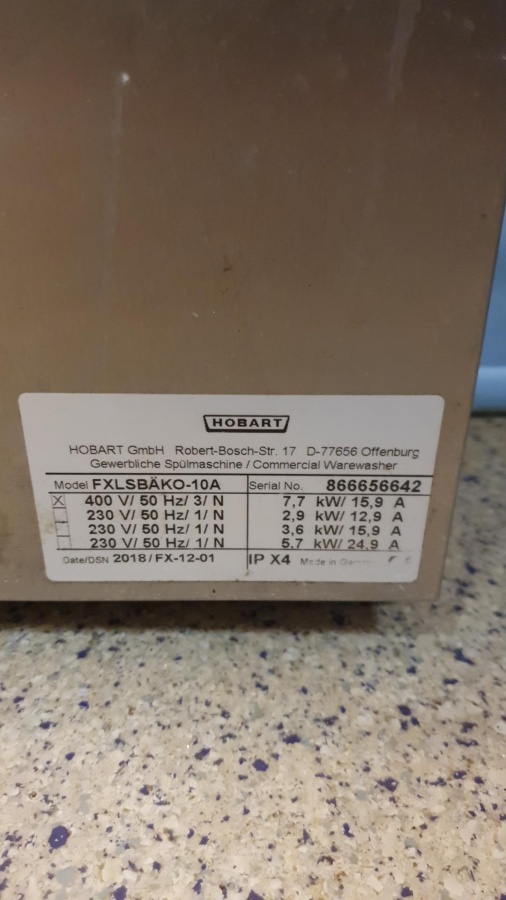 HOBART
HOBART GmbH Robert-Bosch-Str. 17 D-77656 Offenburg
Gewerbliche Spülmaschine / Commercial Warewasher
Model FXLSBÄKO-10A Serial No. 866656642
X 400 V/ 50 Hz/ 3/ N 7,7 kW/ 15,9 A
230 V/ 50 Hz/ 1/ N 2,9 kW/ 12,9 A
230 V/ 50 Hz/ 1/ N 3,6 kW/ 15,9 A
230 V/ 50 Hz/ 1/ N 5,7 kW/ 24,9 A
Date/DSN 2018/FX-12-01 IP X4 Made in